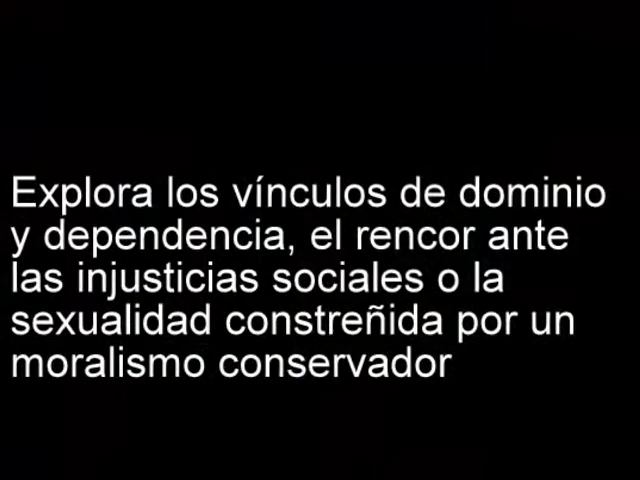 Explora los vínculos de dominio
y dependencia, el rencor ante
las injusticias sociales o la
sexualidad constreñida por un
moralismo conservador